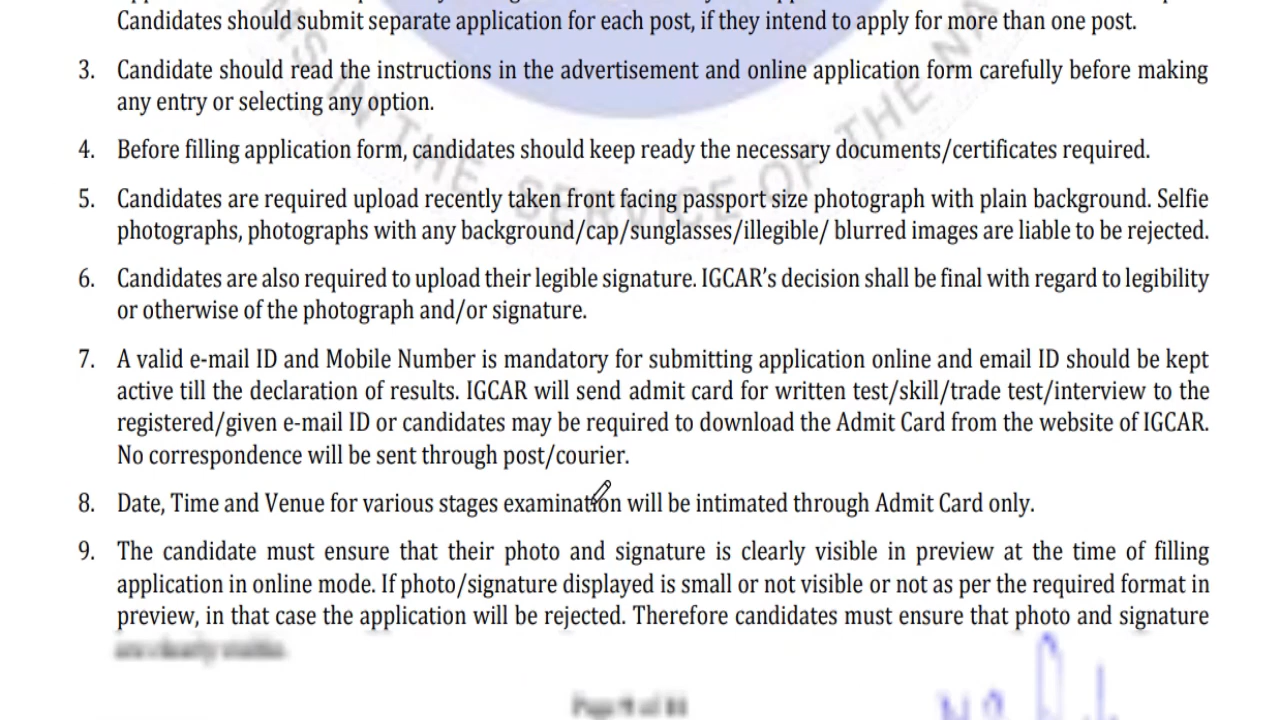 Candidates should submit separate application for each post, if they intend to apply for more than one post.
3. Candidate should read the instructions in the advertisement and online application form carefully before making
any entry or selecting any option.
4. Before filling application form, candidates should keep ready the necessary documents/certificates required.
5. Candidates are required upload recently taken front facing passport size photograph with plain background. Selfie
photographs, photographs with any background/cap/sunglasses/illegible/ blurred images are liable to be rejected.
6. Candidates are also required to upload their legible signature. IGCAR's decision shall be final with regard to legibility
or otherwise of the photograph and/or signature.
7. A valid e-mail ID and Mobile Number is mandatory for submitting application online and email ID should be kept
active till the declaration of results. IGCAR will send admit card for written test/skill/trade test/interview to the
registered/given e-mail ID or candidates may be required to download the Admit Card from the website of IGCAR.
No correspondence will be sent through post/courier.
8. Date, Time and Venue for various stages examination will be intimated through Admit Card only.
9. The candidate must ensure that their photo and signature is clearly visible in preview at the time of filling
application in online mode. If photo/signature displayed is small or not visible or not as per the required format in
preview, in that case the application will be rejected. Therefore candidates must ensure that photo and signature
are clearly visible.
IN THE SERVICE OF THE